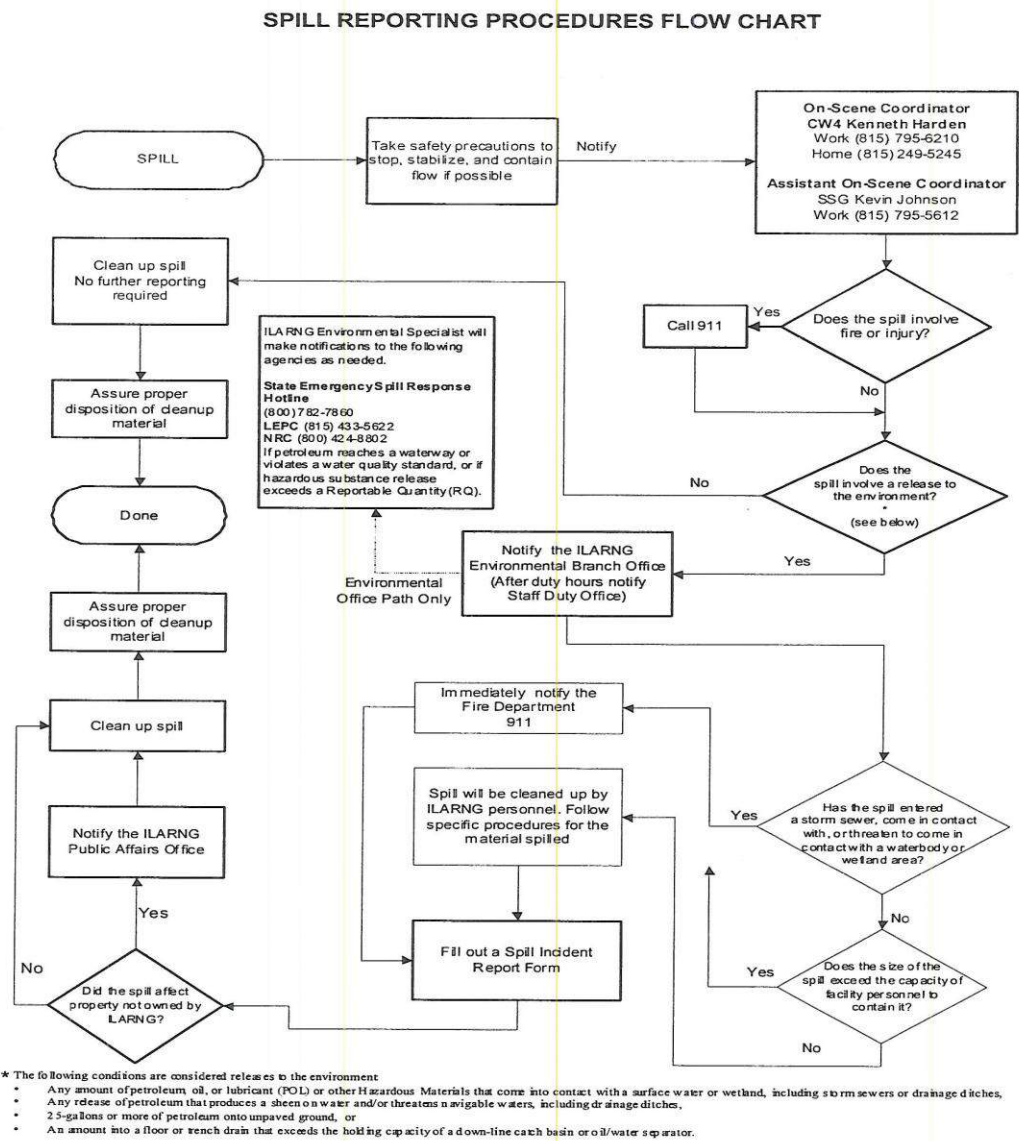 SPILL REPORTING PROCEDURES FLOW CHART
SPILL
Take safety precautions to
stop, stabilize, and contain
flow if possible
Notify
On-Scene Coordinator
CW4 Kenneth Harden
Work (815) 795-6210
Home (815) 249-5245
Assistant On-Scene Coordinator
SSG Kevin Johnson
Work (815) 795-5612
Does the spill involve
fire or injury?
Yes
Call 911
No
Does the
spill involve a release to
the environment?
*
(see below)
No
Clean up spill
No further reporting
required
Assure proper
disposition of cleanup
material
Done
ILARNG Environmental Specialist will
make notifications to the following
agencies as needed.
State Emergency Spill Response
Hotline
(800) 782-7860
LEPC (815) 433-5622
NRC (800) 424-8802
If petroleum reaches a waterway or
violates a water quality standard, or if
hazardous substance release
exceeds a Reportable Quantity (RQ).
Yes
Notify the ILARNG
Environmental Branch Office
(After duty hours notify
Staff Duty Office)
Environmental
Office Path Only
Has the spill entered
a storm sewer, come in contact
with, or threaten to come in
contact with a waterbody or
wetland area?
Yes
Immediately notify the
Fire Department
911
No
Does the size of the
spill exceed the capacity of
facility personnel to
contain it?
Yes
No
Spill will be cleaned up by
ILARNG personnel. Follow
specific procedures for the
material spilled
Fill out a Spill Incident
Report Form
Did the spill affect
property not owned by
ILARNG?
Yes
No
Notify the ILARNG
Public Affairs Office
Clean up spill
Assure proper
disposition of cleanup
material
* The following conditions are considered releases to the environment
• Any amount of petroleum, oil, or lubricant (POL) or other Hazardous Materials that come into contact with a surface water or wetland, including storm sewers or drainage ditches,
• Any release of petroleum that produces a sheen on water and/or threatens navigable waters, including drainage ditches,
• 25-gallons or more of petroleum onto unpaved ground, or
• An amount into a floor or trench drain that exceeds the holding capacity of a down-line catch basin or oil/water separator.